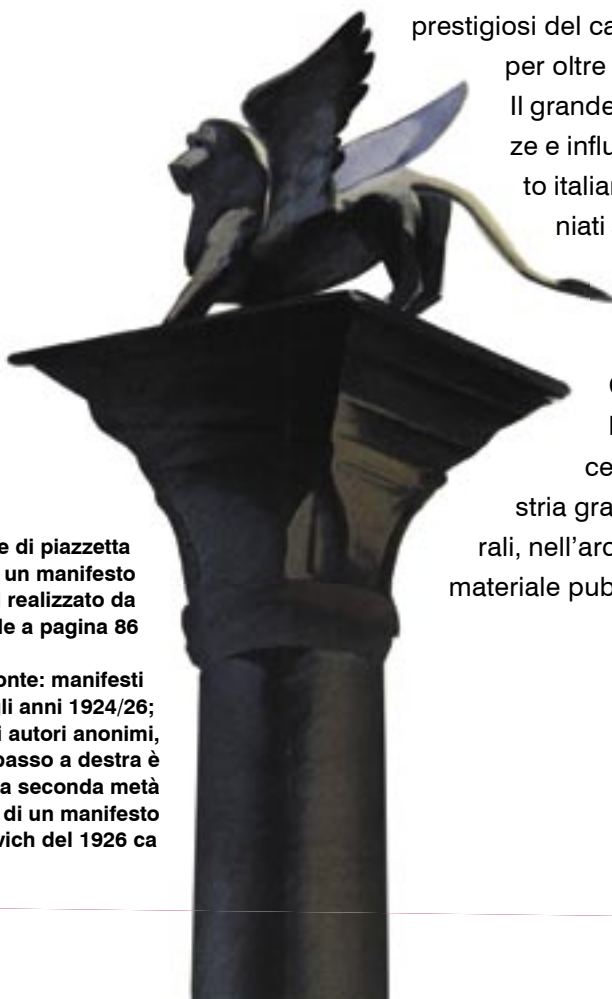 prestigiosi del ca
per oltre
Il grande
ze e influ
to italia
niati
ce
stria gra
rali, nell’arc
materiale pub
e di piazzetta
un manifesto
realizzato da
le a pagina 86
onte: manifesti
gli anni 1924/26;
i autori anonimi,
basso a destra è
a seconda metà
di un manifesto
vich del 1926 ca